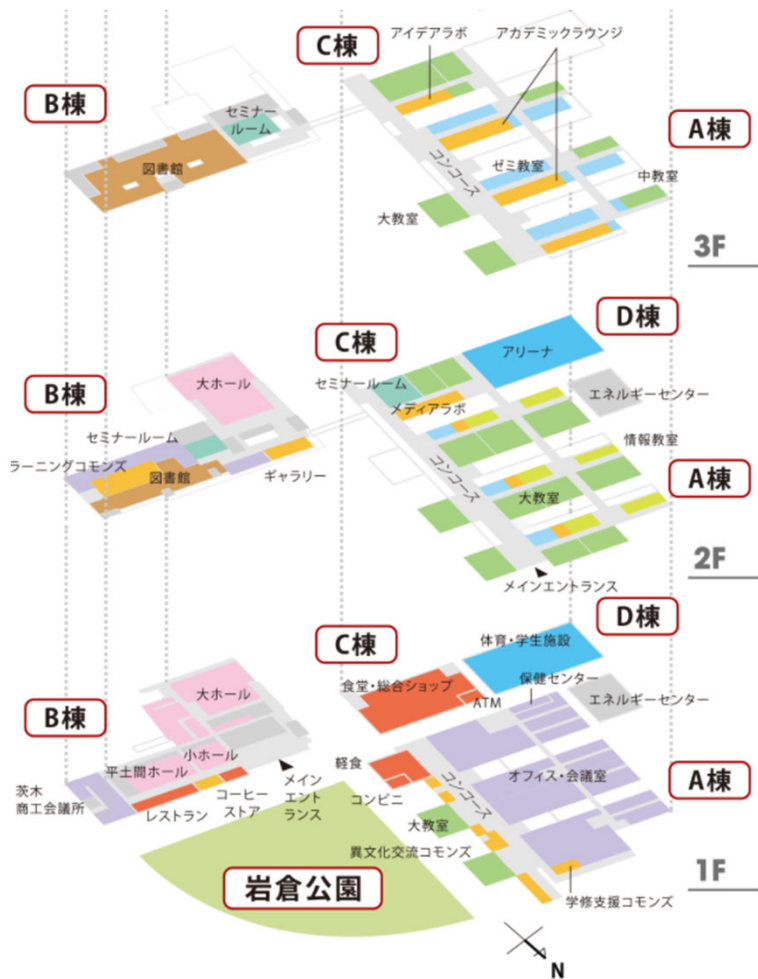 C棟
アイデアラボ
アカデミックラウンジ
B棟
セミナー
ルーム
A棟
図書館
コンコース
ゼミ教室
中教室
大教室
3F
D棟
C棟
アリーナ
B棟
大ホール
セミナールーム
エネルギーセンター
メディアラボ
セミナールーム
ラーニングコモンズ
図書館
ギャラリー
情報教室
コンコース
大教室
A棟
2F
メインエントランス
D棟
C棟
体育・学生施設
食堂・総合ショップ
保健センター
ATM
エネルギーセンター
B棟
大ホール
小ホール
平土間ホール
軽食
コンコース
オフィス・会議室
A棟
茨木
商工会議所
レストラン
コーヒー
ストア
メイン
エント
ランス
コンビニ
大教室
異文化交流コモンズ
1F
岩倉公園
学修支援コモンズ
N